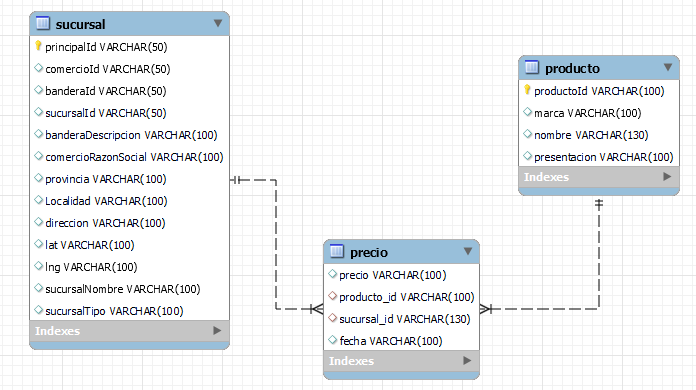 sucursal
principalId VARCHAR(50)
comercioId VARCHAR(50)
banderaId VARCHAR(50)
sucursalId VARCHAR(50)
banderaDescripcion VARCHAR(100)
comercioRazonSocial VARCHAR(100)
provincia VARCHAR(100)
Localidad VARCHAR(100)
direccion VARCHAR(100)
lat VARCHAR(100)
lng VARCHAR(100)
sucursalNombre VARCHAR(100)
sucursalTipo VARCHAR(100)
Indexes
producto
productoId VARCHAR(100)
marca VARCHAR(100)
nombre VARCHAR(130)
presentacion VARCHAR(100)
Indexes
precio
precio VARCHAR(100)
producto_id VARCHAR(100)
sucursal_id VARCHAR(130)
fecha VARCHAR(100)
Indexes